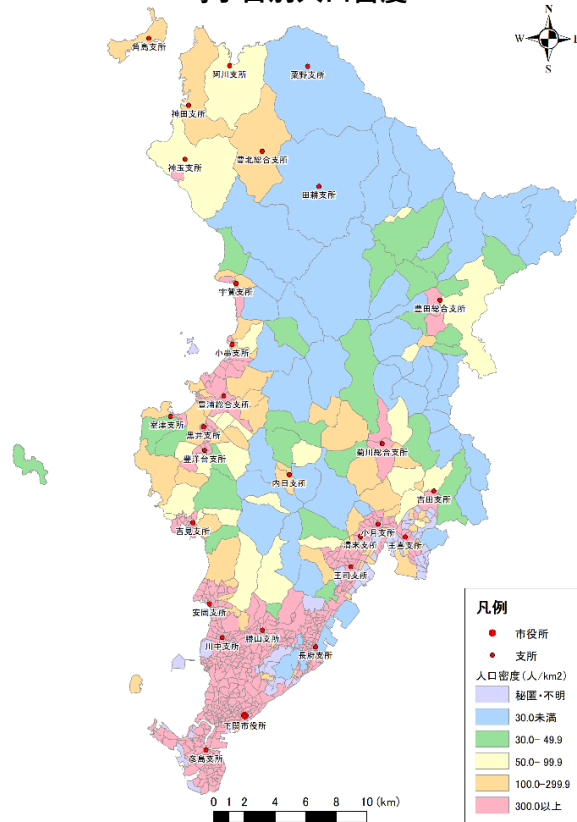 N
W
E
S
角島支所
阿川支所
粟野支所
神田支所
豊北総合支所
神玉支所
田耕支所
宇賀支所
豊田総合支所
小串支所
豊浦総合支所
室津支所
黒井支所
豊洋台支所
菊川総合支所
内日支所
吉田支所
吉見支所
小月支所
清末支所
王喜支所
王司支所
安岡支所
川中支所
勝山支所
長府支所
下関市役所
彦島支所
凡例
市役所
支所
人口密度(人/km2)
秘匿・不明
30.0未満
30.0- 49.9
50.0- 99.9
100.0-299.9
300.0以上
0 1 2 4 6 8 10 (km)